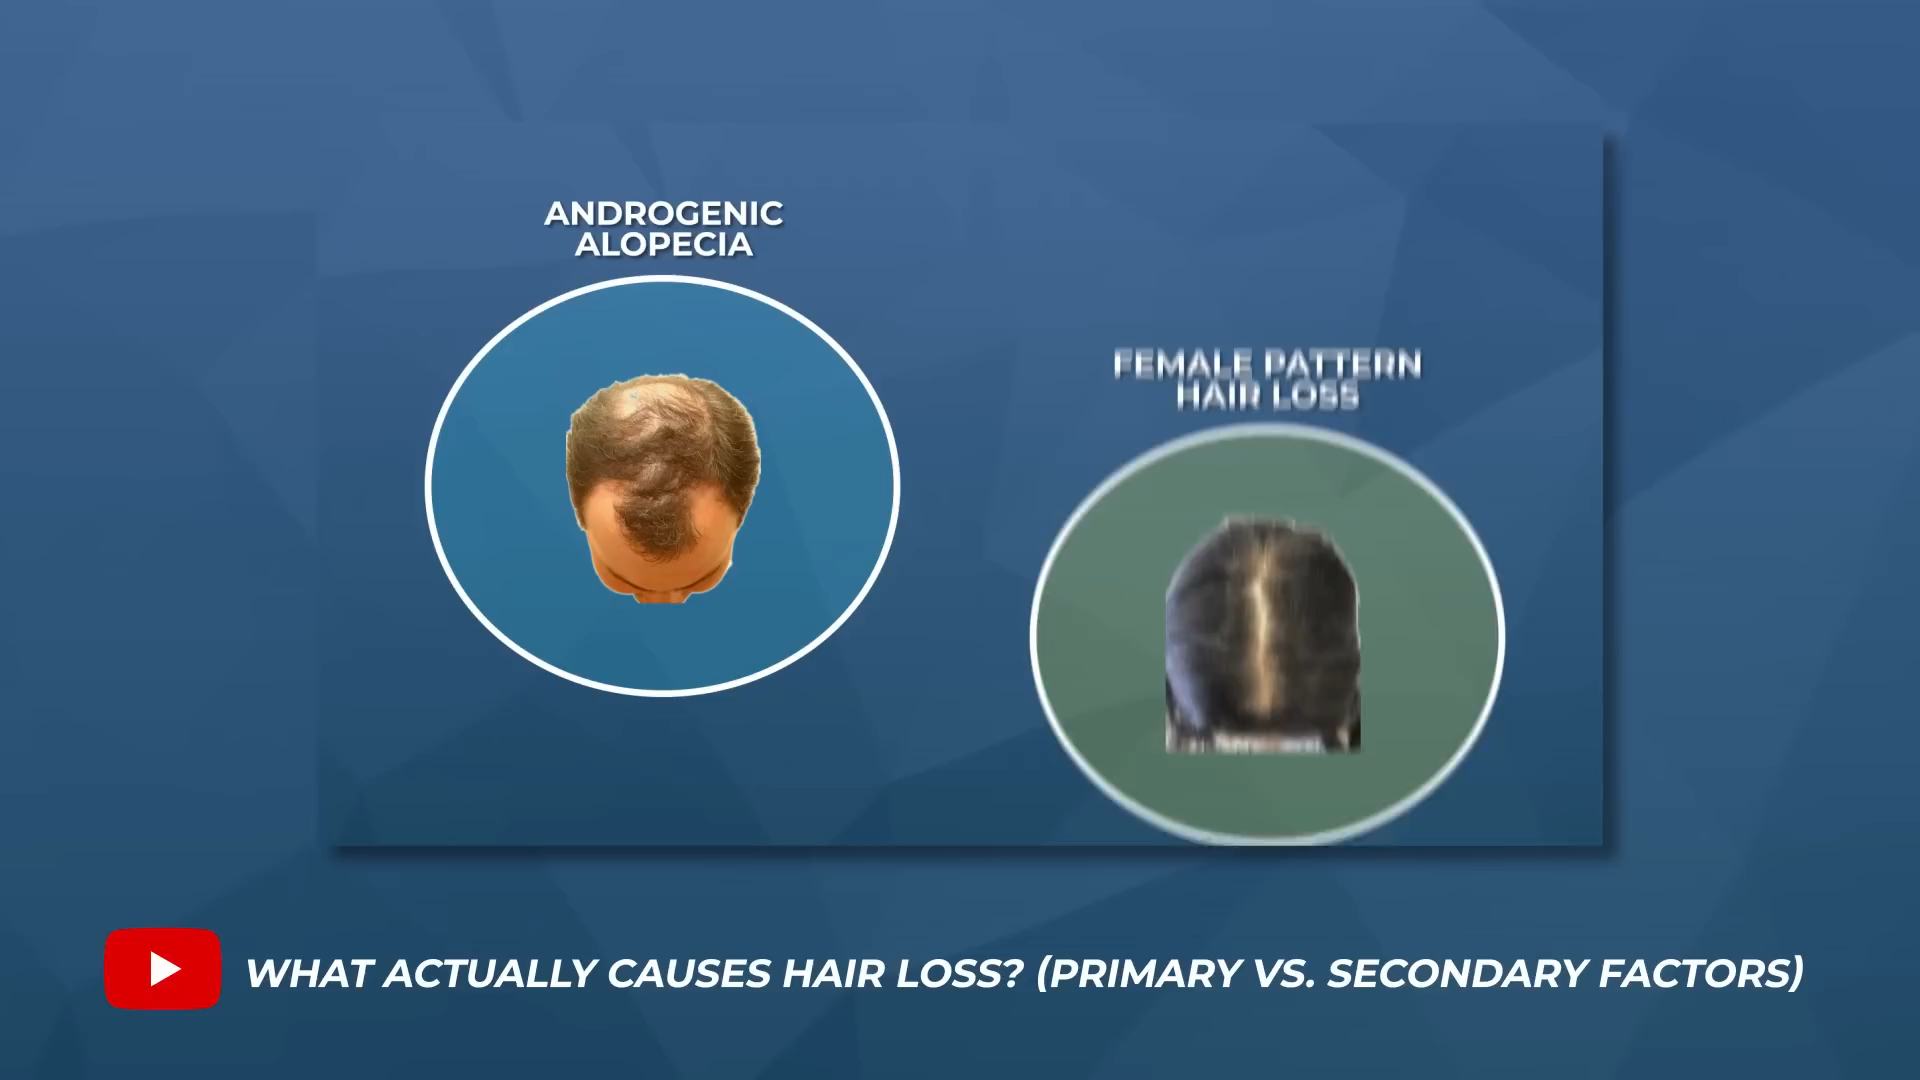 ANDROGENIC
ALOPECIA
FEMALE PATTERN
HAIR LOSS
WHAT ACTUALLY CAUSES HAIR LOSS? (PRIMARY VS. SECONDARY FACTORS)